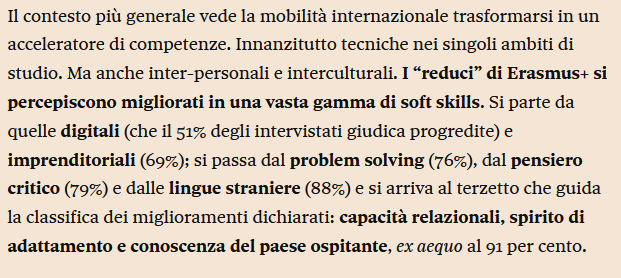 Il contesto più generale vede la mobilità internazionale trasformarsi in un
acceleratore di competenze. Innanzitutto tecniche nei singoli ambiti di
studio. Ma anche inter-personali e interculturali. I “reduci” di Erasmus+ si
percepiscono migliorati in una vasta gamma di soft skills. Si parte da
quelle digitali (che il 51% degli intervistati giudica progredite) e
imprenditoriali (69%); si passa dal problem solving (76%), dal pensiero
critico (79%) e dalle lingue straniere (88%) e si arriva al terzetto che guida
la classifica dei miglioramenti dichiarati: capacità relazionali, spirito di
adattamento e conoscenza del paese ospitante, ex aequo al 91 per cento.